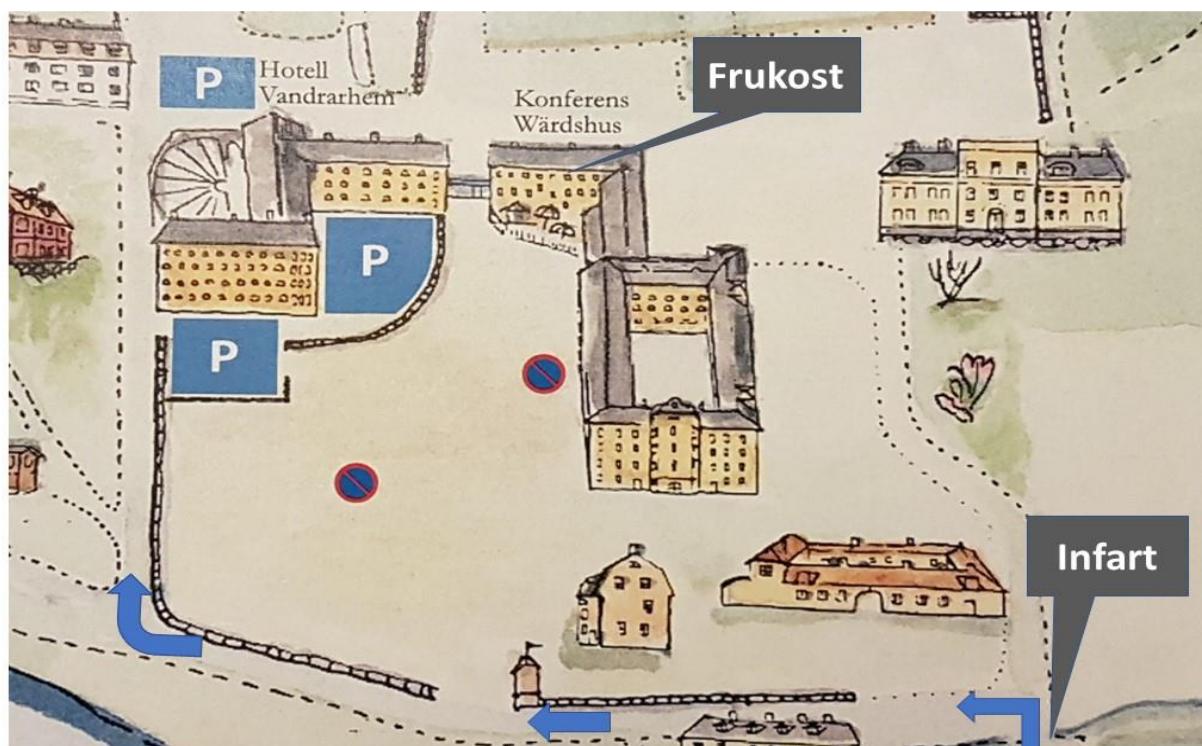 P
Hotell
Vandrarhem
Frukost
Konferens
Wärdshus
P
P
Infart